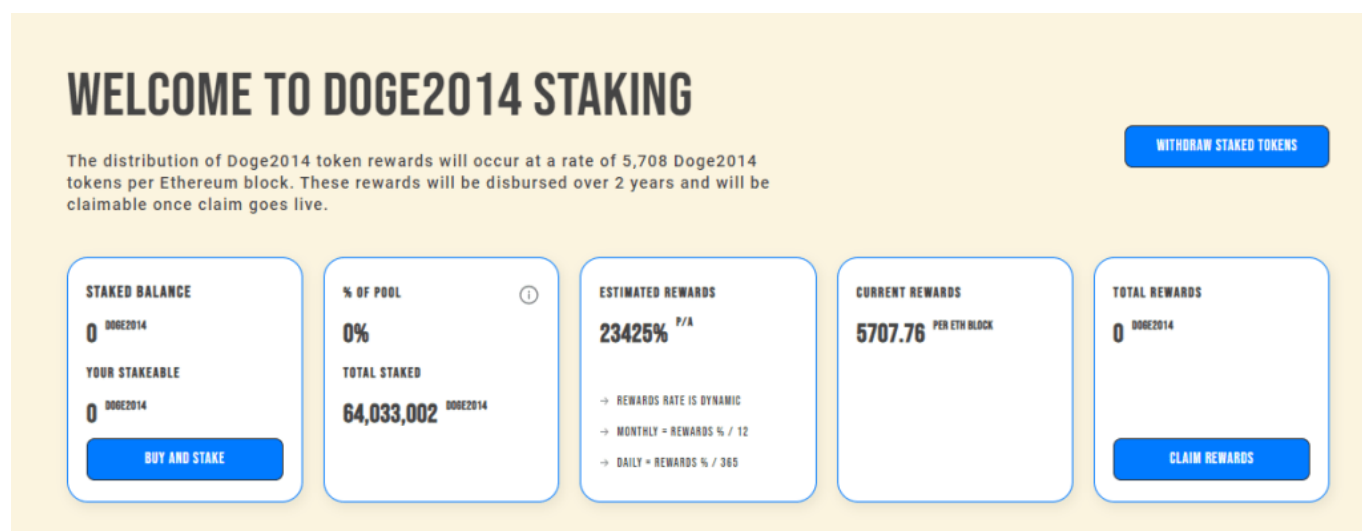 WELCOME TO DOGE2014 STAKING
The distribution of Doge2014 token rewards will occur at a rate of 5,708 Doge2014
tokens per Ethereum block. These rewards will be disbursed over 2 years and will be
claimable once claim goes live.
WITHDRAW STAKED TOKENS
STAKED BALANCE
0 DOGE2014
YOUR STAKEABLE
0 DOGE2014
BUY AND STAKE
% OF POOL
0%
TOTAL STAKED
64,033,002 DOGE2014
ESTIMATED REWARDS
23425% P/A
→ REWARDS RATE IS DYNAMIC
→ MONTHLY = REWARDS % / 12
→ DAILY = REWARDS % / 365
CURRENT REWARDS
5707.76 PER ETH BLOCK
TOTAL REWARDS
0 DOGE2014
CLAIM REWARDS